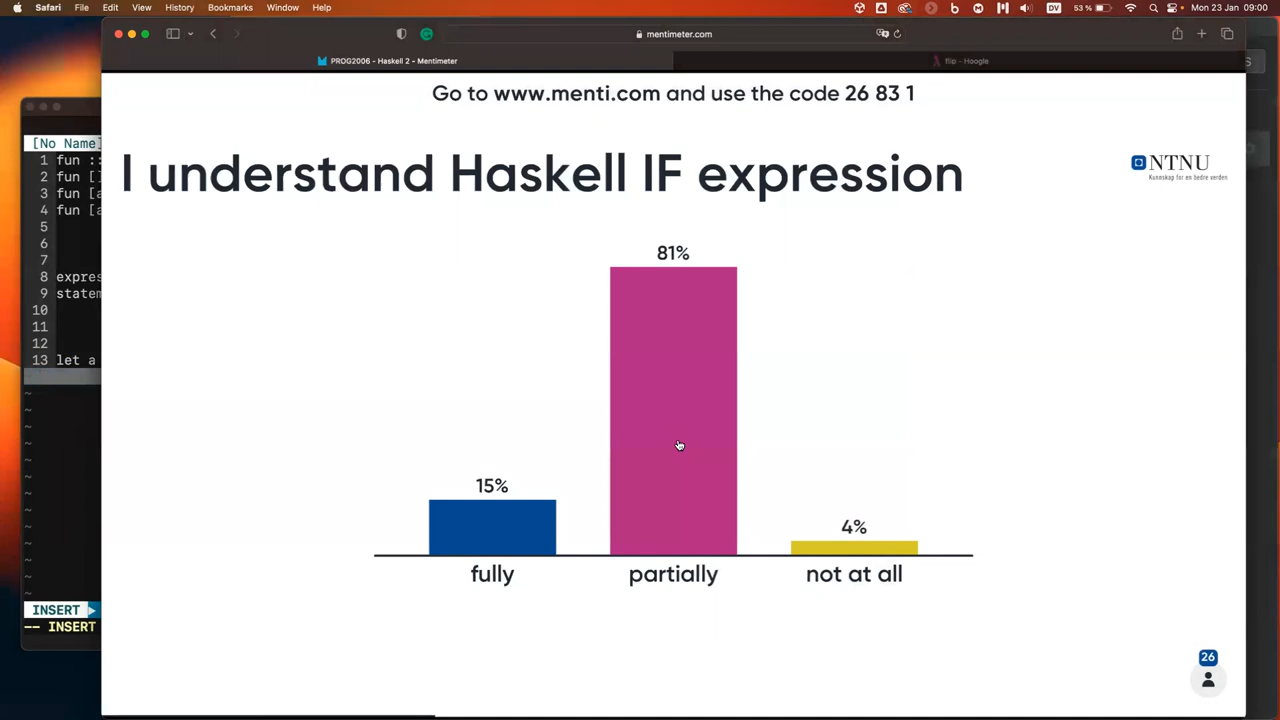 Safari File Edit View History Bookmarks Window Help
DV 53 % Mon 23 Jan 09:00
mentimeter.com
PROG2006 - Haskell 2 - Mentimeter
flip - Hoogle
Go to www.menti.com and use the code 26 83 1
I understand Haskell IF expression
NTNU
Kunnskap for en bedre verden
81%
15%
4%
fully
partially
not at all
26
[No Name]
1 fun ::
2 fun []
3 fun [a
4 fun [a
5
6
7
8 expres
9 statem
10
11
12
13 let a
~
~
~
~
~
~
~
~
~
~
~
~
~
INSERT
-- INSERT
S